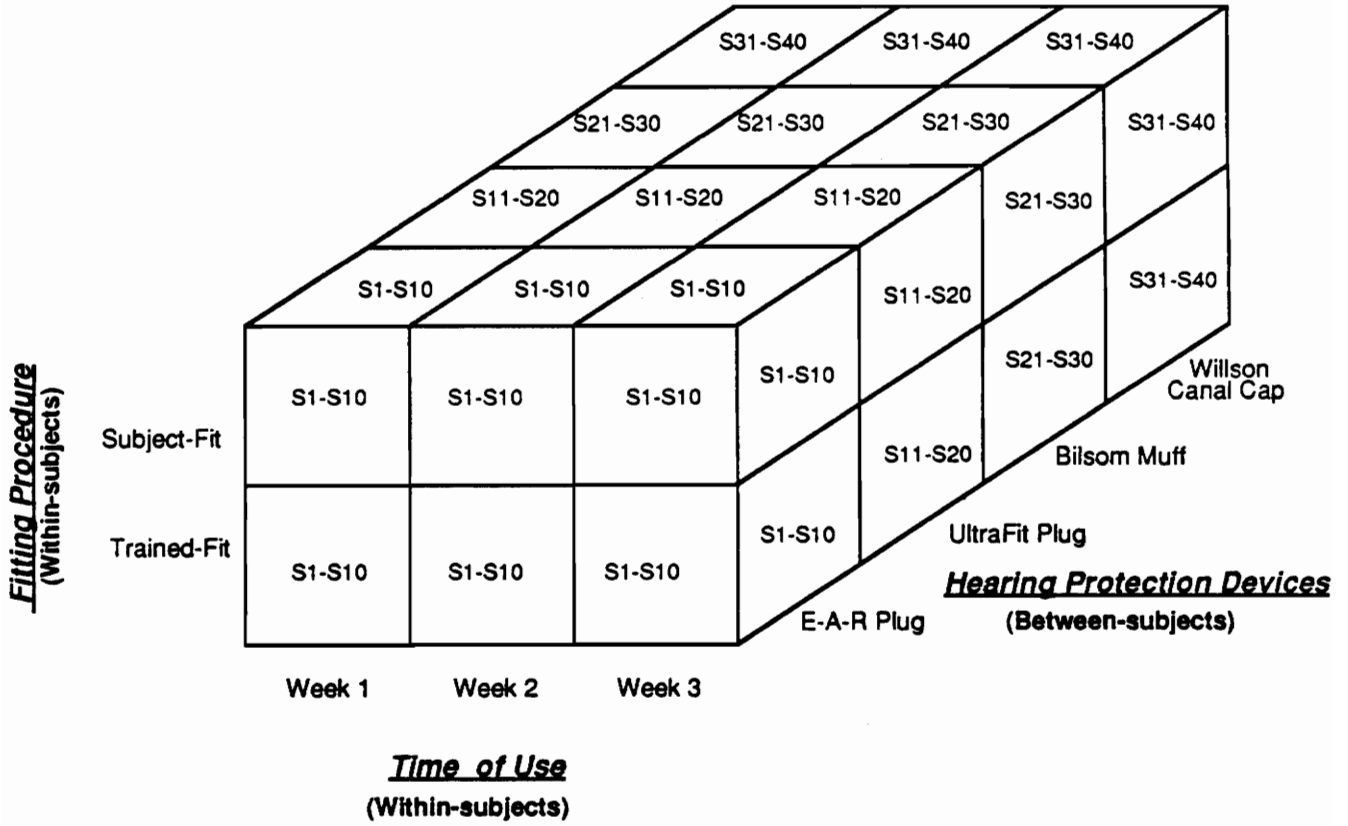 S31-S40 S31-S40 S31-S40
S21-S30 S21-S30 S21-S30 S31-S40
S11-S20 S11-S20 S11-S20 S21-S30
S1-S10 S1-S10 S1-S10 S11-S20 S31-S40
S1-S10 S1-S10 S1-S10 S1-S10 S21-S30
Willson
Canal Cap
Fitting Procedure
(Within-subjects)
Subject-Fit
S11-S20
Bilsom Muff
Trained-Fit
S1-S10 S1-S10 S1-S10 S1-S10
UltraFit Plug
Hearing Protection Devices
(Between-subjects)
E-A-R Plug
Week 1 Week 2 Week 3
Time of Use
(Within-subjects)